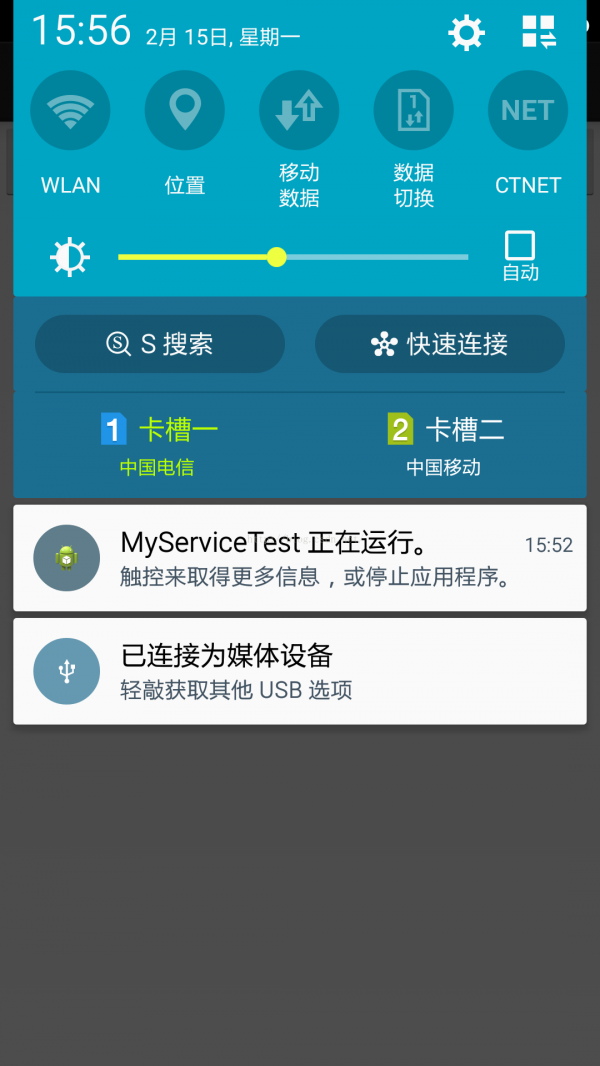 15:56 2月 15日, 星期一
WLAN
位置
移动
数据
数据
切换
NET
CTNET
自动
S 搜索
快速连接
1 卡槽一
中国电信
2 卡槽二
中国移动
MyServiceTest 正在运行。 15:52
触控来取得更多信息，或停止应用程序。
已连接为媒体设备
轻敲获取其他 USB 选项